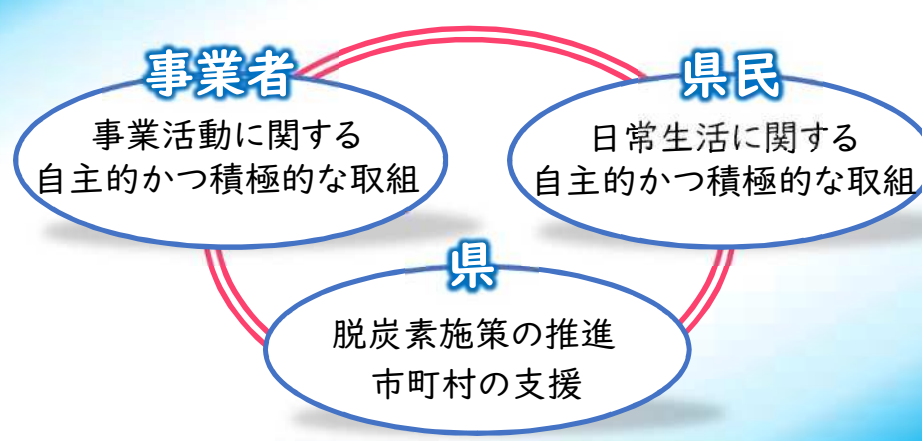 事業者
事業活動に関する
自主的かつ積極的な取組
県民
日常生活に関する
自主的かつ積極的な取組
県
脱炭素施策の推進
市町村の支援